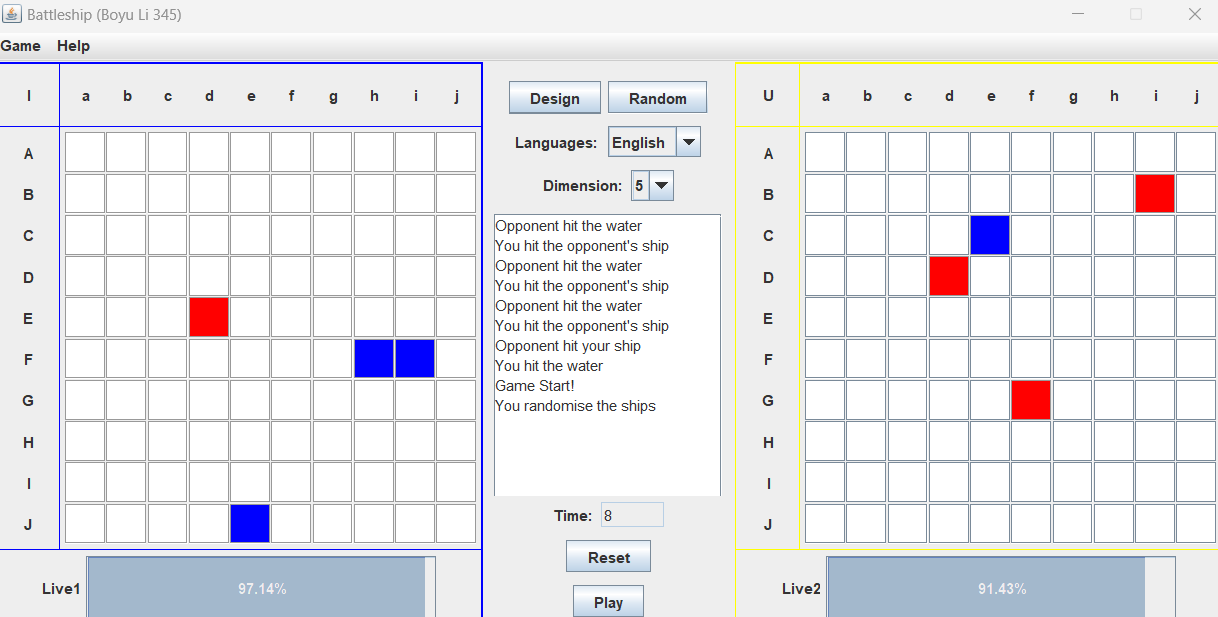 Battleship (Boyu Li 345)
Game Help
I a b c d e f g h i j
A
B
C
D
E
F
G
H
I
J
Live1 97.14%
Design Random
Languages: English
Dimension: 5
Opponent hit the water
You hit the opponent's ship
Opponent hit the water
You hit the opponent's ship
Opponent hit the water
You hit the opponent's ship
Opponent hit your ship
You hit the water
Game Start!
You randomise the ships
Time: 8
Reset
Play
U a b c d e f g h i j
A
B
C
D
E
F
G
H
I
J
Live2 91.43%